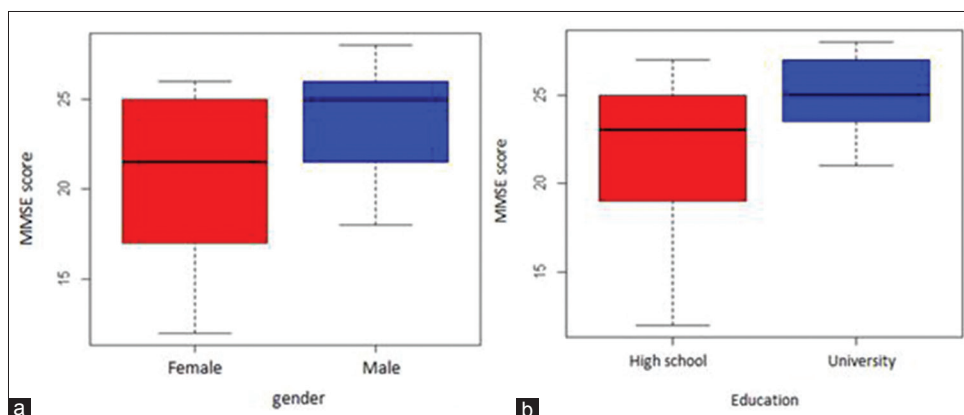 MMSE score
25
20
15
Female Male
gender
a
MMSE score
25
20
15
High school University
Education
b